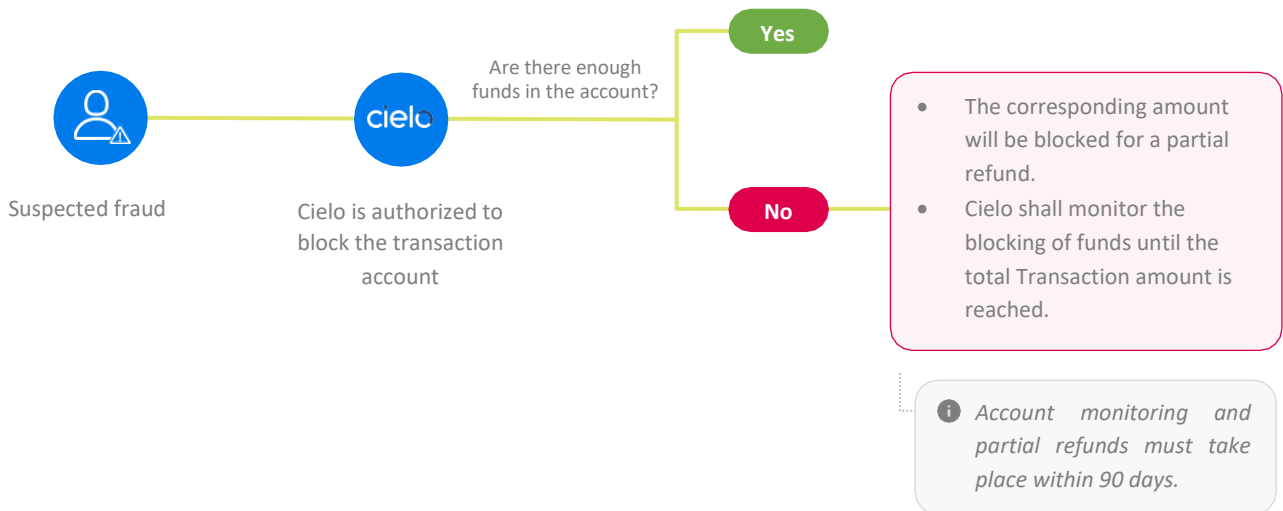 Yes
Are there enough
funds in the account?
cielo
Suspected fraud
Cielo is authorized to
block the transaction
account
No
• The corresponding amount
will be blocked for a partial
refund.
• Cielo shall monitor the
blocking of funds until the
total Transaction amount is
reached.
Account monitoring and
partial refunds must take
place within 90 days.